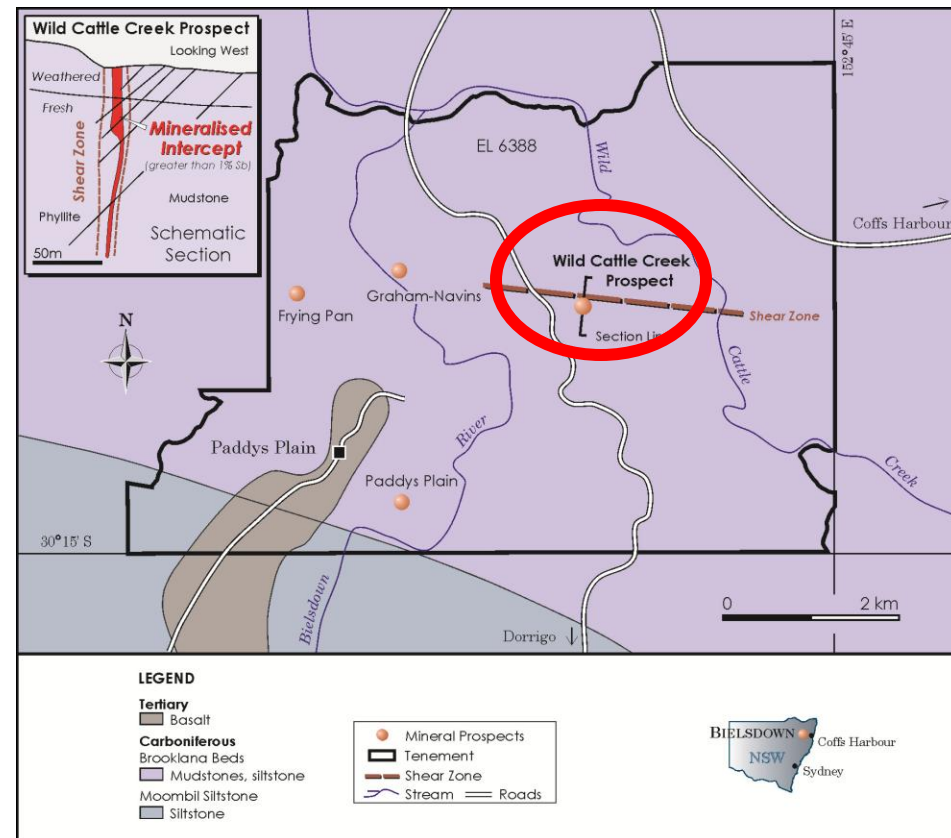 Wild Cattle Creek Prospect
Looking West
Weathered
Fresh
Mineralised
Intercept
(greater than 1% Sb)
Shear Zone
Mudstone
Phyllite
Schematic
Section
50m
152°45' E
EL 6388
Wild
Coffs Harbour
Wild Cattle Creek
Prospect
Graham-Navins
Frying Pan
Shear Zone
Section Lin
N
Cattle
River
Paddys Plain
Paddys Plain
Creek
30°15' S
Bielsdown
0 2 km
Dorrigo
LEGEND
Tertiary
Basalt
Carboniferous
Brooklana Beds
Mudstones, siltstone
Moombil Siltstone
Siltstone
Mineral Prospects
Tenement
Shear Zone
Stream Roads
BIELSDOWN
Coffs Harbour
NSW
Sydney